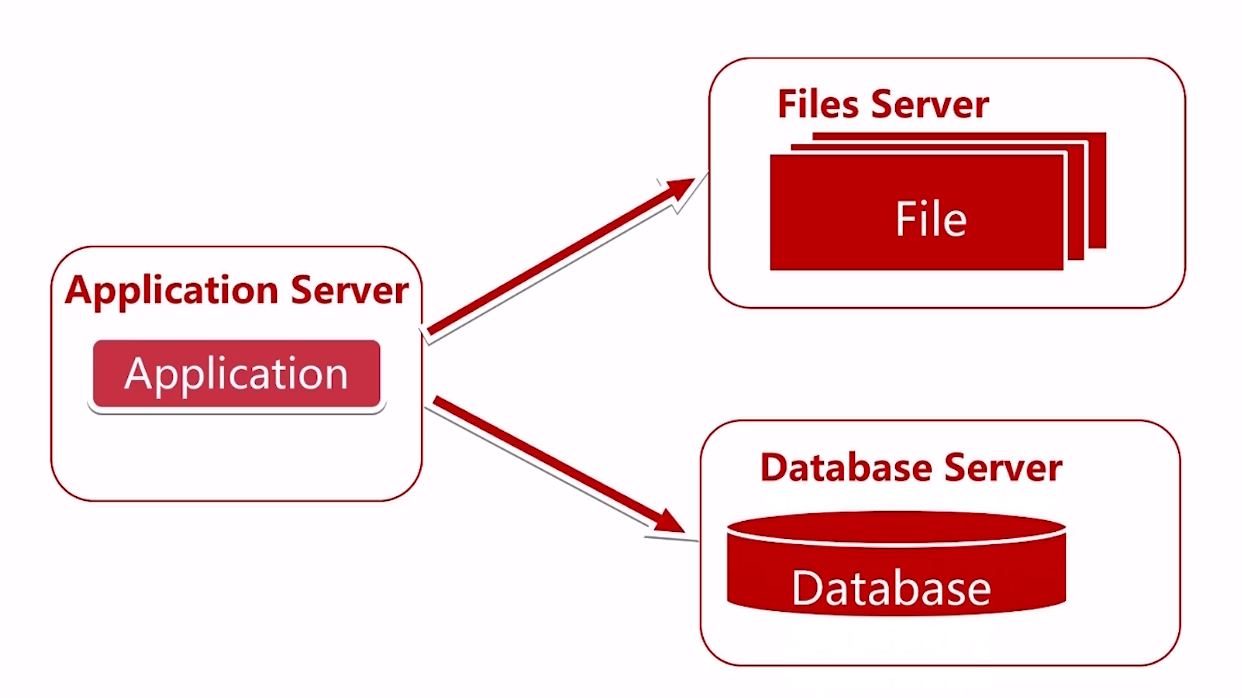 Files Server
File
Application Server
Application
Database Server
Database